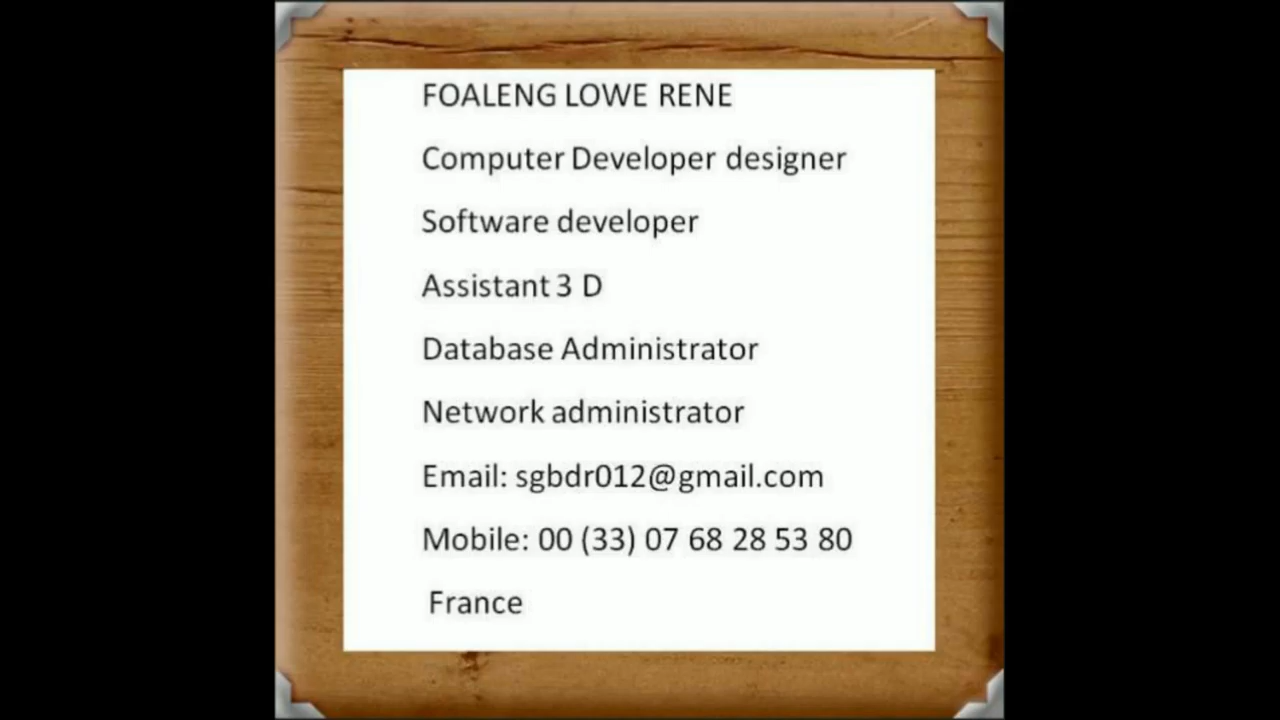 FOALENG LOWE RENE
Computer Developer designer
Software developer
Assistant 3 D
Database Administrator
Network administrator
Email: sgbdr012@gmail.com
Mobile: 00 (33) 07 68 28 53 80
France